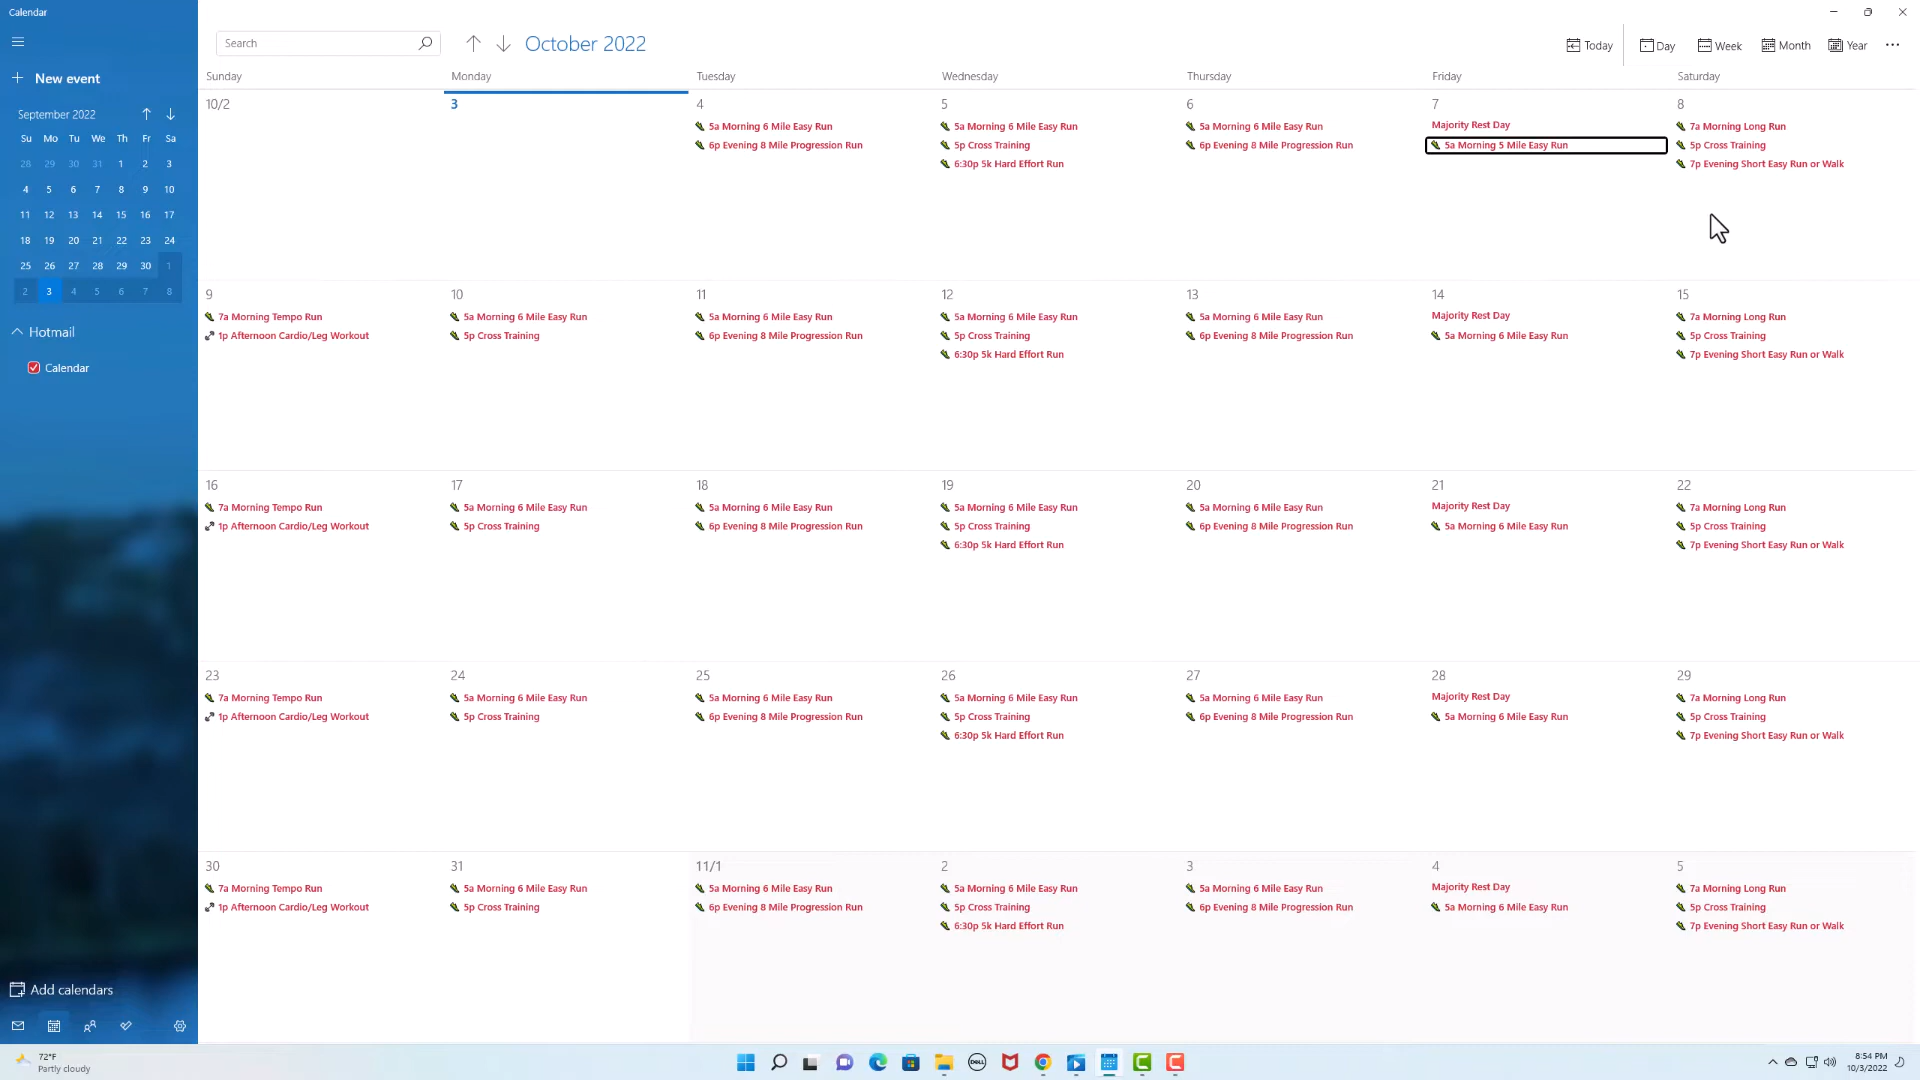 Calendar
Search
October 2022
Today
Day
Week
Month
Year
New event
September 2022
Su Mo Tu We Th Fr Sa
28 29 30 31 1 2 3
4 5 6 7 8 9 10
11 12 13 14 15 16 17
18 19 20 21 22 23 24
25 26 27 28 29 30 1
2 3 4 5 6 7 8
Hotmail
Calendar
Add calendars
Sunday Monday Tuesday Wednesday Thursday Friday Saturday
10/2
3
4
5a Morning 6 Mile Easy Run
6p Evening 8 Mile Progression Run
5
5a Morning 6 Mile Easy Run
5p Cross Training
6:30p 5k Hard Effort Run
6
5a Morning 6 Mile Easy Run
6p Evening 8 Mile Progression Run
7
Majority Rest Day
5a Morning 5 Mile Easy Run
8
7a Morning Long Run
5p Cross Training
7p Evening Short Easy Run or Walk
9
7a Morning Tempo Run
1p Afternoon Cardio/Leg Workout
10
5a Morning 6 Mile Easy Run
5p Cross Training
11
5a Morning 6 Mile Easy Run
6p Evening 8 Mile Progression Run
12
5a Morning 6 Mile Easy Run
5p Cross Training
6:30p 5k Hard Effort Run
13
5a Morning 6 Mile Easy Run
6p Evening 8 Mile Progression Run
14
Majority Rest Day
5a Morning 6 Mile Easy Run
15
7a Morning Long Run
5p Cross Training
7p Evening Short Easy Run or Walk
16
7a Morning Tempo Run
1p Afternoon Cardio/Leg Workout
17
5a Morning 6 Mile Easy Run
5p Cross Training
18
5a Morning 6 Mile Easy Run
6p Evening 8 Mile Progression Run
19
5a Morning 6 Mile Easy Run
5p Cross Training
6:30p 5k Hard Effort Run
20
5a Morning 6 Mile Easy Run
6p Evening 8 Mile Progression Run
21
Majority Rest Day
5a Morning 6 Mile Easy Run
22
7a Morning Long Run
5p Cross Training
7p Evening Short Easy Run or Walk
23
7a Morning Tempo Run
1p Afternoon Cardio/Leg Workout
24
5a Morning 6 Mile Easy Run
5p Cross Training
25
5a Morning 6 Mile Easy Run
6p Evening 8 Mile Progression Run
26
5a Morning 6 Mile Easy Run
5p Cross Training
6:30p 5k Hard Effort Run
27
5a Morning 6 Mile Easy Run
6p Evening 8 Mile Progression Run
28
Majority Rest Day
5a Morning 6 Mile Easy Run
29
7a Morning Long Run
5p Cross Training
7p Evening Short Easy Run or Walk
30
7a Morning Tempo Run
1p Afternoon Cardio/Leg Workout
31
5a Morning 6 Mile Easy Run
5p Cross Training
11/1
5a Morning 6 Mile Easy Run
6p Evening 8 Mile Progression Run
2
5a Morning 6 Mile Easy Run
5p Cross Training
6:30p 5k Hard Effort Run
3
5a Morning 6 Mile Easy Run
6p Evening 8 Mile Progression Run
4
Majority Rest Day
5a Morning 6 Mile Easy Run
5
7a Morning Long Run
5p Cross Training
7p Evening Short Easy Run or Walk
72°F
Partly cloudy
DELL
8:54 PM
10/3/2022